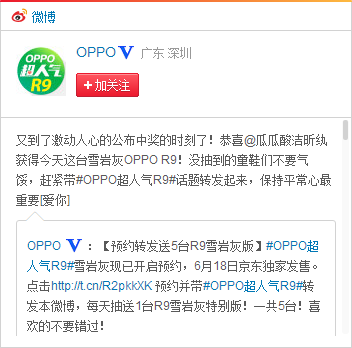 微博
OPPO
超人气
R9
OPPO V 广东 深圳
+加关注
又到了激动人心的公布中奖的时刻了！恭喜@瓜瓜酸洁昕纨
获得今天这台雪岩灰OPPO R9！没抽到的童鞋们不要气
馁，赶紧带#OPPO超人气R9#话题转发起来，保持平常心最
重要[爱你]
OPPO V ：【预约转发送5台R9雪岩灰版】#OPPO超
人气R9#雪岩灰现已开启预约，6月18日京东独家发售。
点击http://t.cn/R2pkkXK 预约并带#OPPO超人气R9#转
发本微博，每天抽送1台R9雪岩灰特别版！一共5台！喜
欢的不要错过！